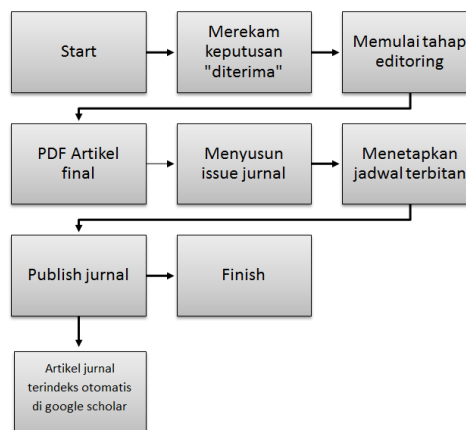 Start
Merekam
keputusan
"diterima"
Memulai tahap
editoring
PDF Artikel
final
Menyusun
issue jurnal
Menetapkan
jadwal terbitan
Publish jurnal
Finish
Artikel jurnal
terindeks otomatis
di google scholar